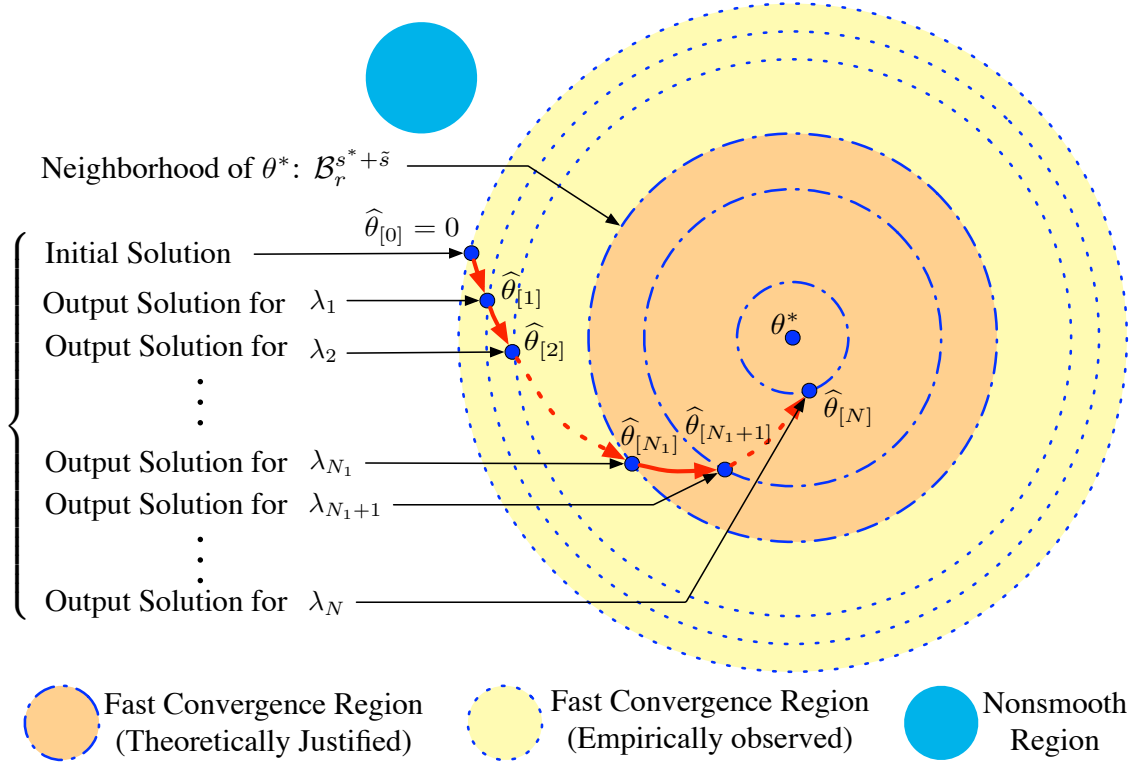 Neighborhood of θ*: 𝓑_r^{s*+s̃}
θ̂_[0] = 0
Initial Solution
Output Solution for λ_1
θ̂_[1]
Output Solution for λ_2
θ̂_[2]
θ*
θ̂_[N]
θ̂_[N_1]
θ̂_[N_1+1]
Output Solution for λ_{N_1}
Output Solution for λ_{N_1+1}
Output Solution for λ_N
Fast Convergence Region
(Theoretically Justified)
Fast Convergence Region
(Empirically observed)
Nonsmooth
Region